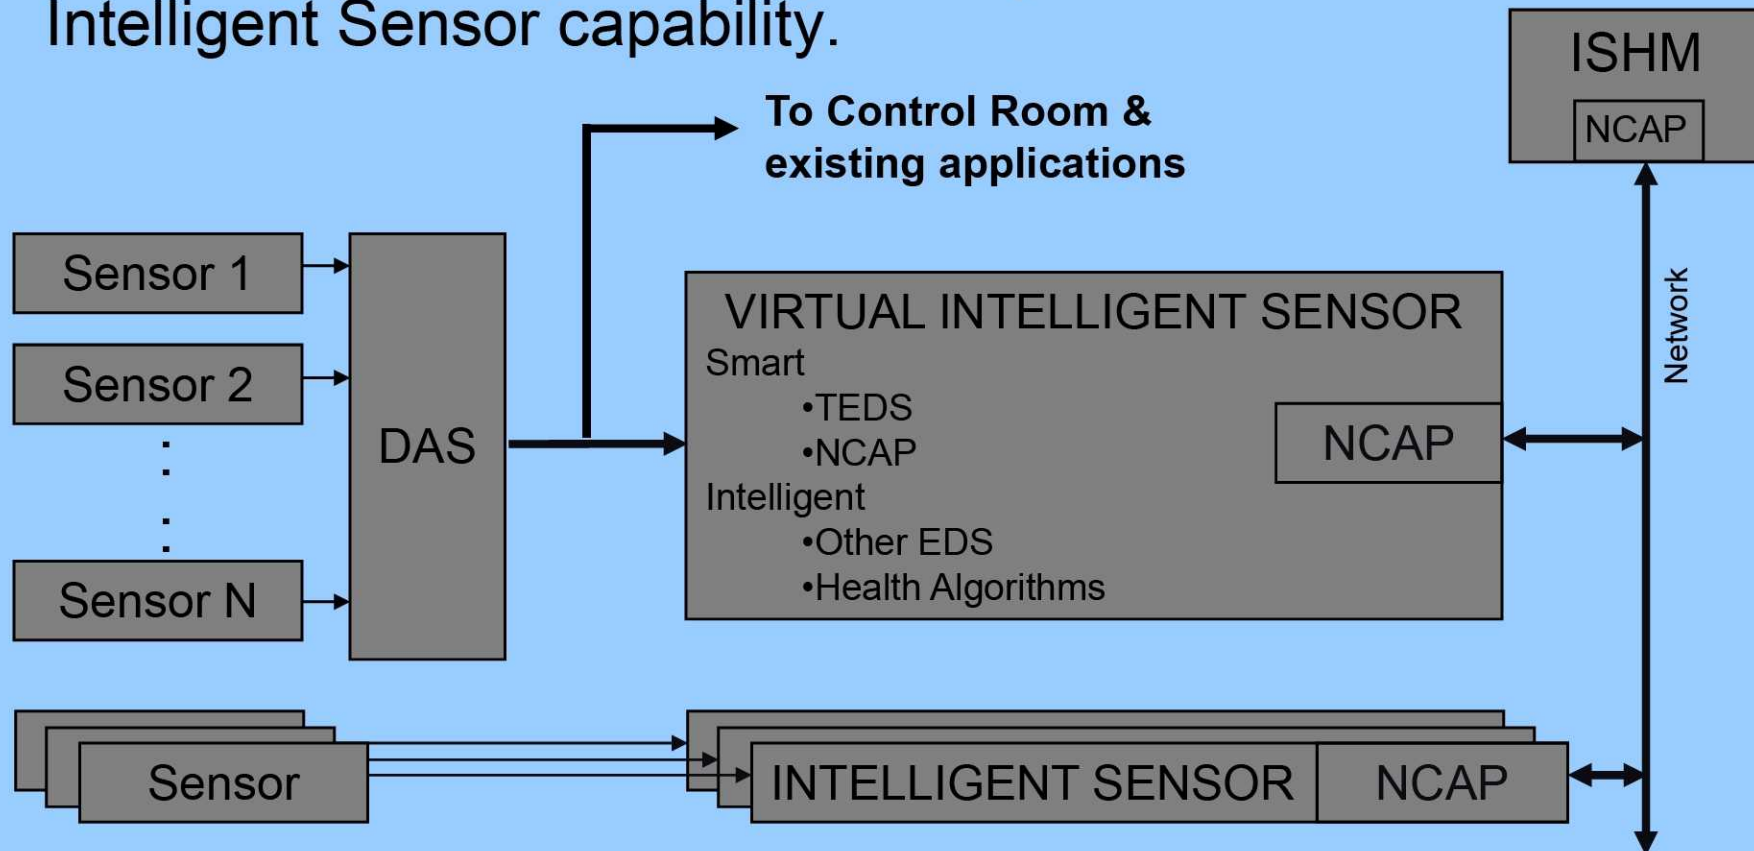 Intelligent Sensor capability.
ISHM
NCAP
To Control Room &
existing applications
Sensor 1
Sensor 2
Sensor N
DAS
VIRTUAL INTELLIGENT SENSOR
Smart
•TEDS
•NCAP
Intelligent
•Other EDS
•Health Algorithms
NCAP
Network
Sensor
INTELLIGENT SENSOR
NCAP